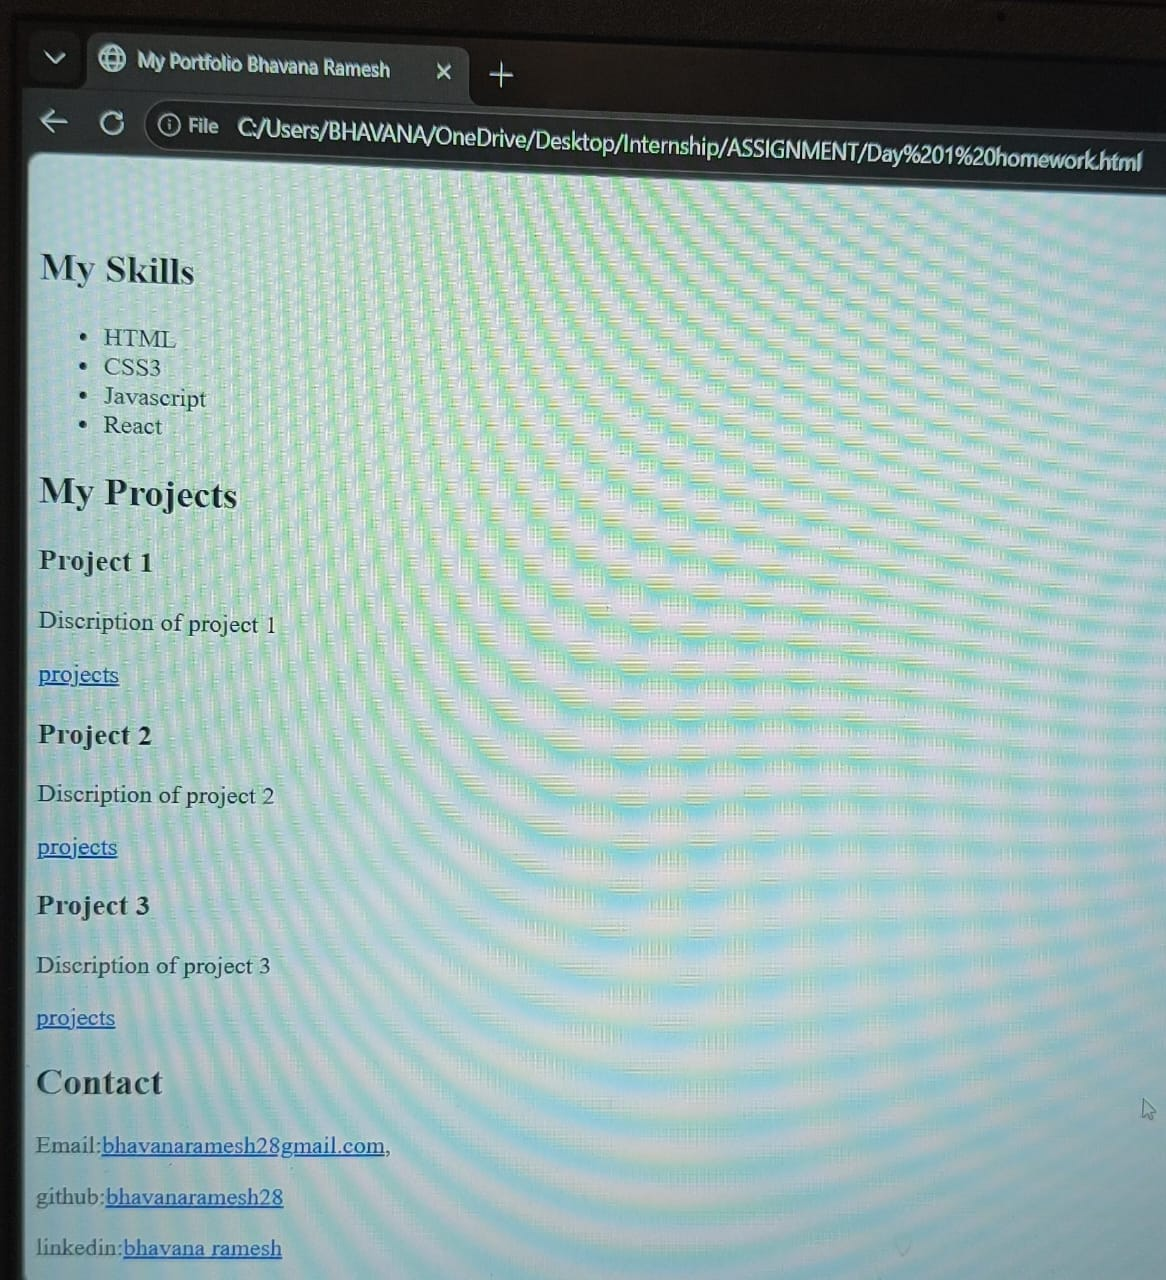 My Portfolio Bhavana Ramesh
File C:/Users/BHAVANA/OneDrive/Desktop/Internship/ASSIGNMENT/Day%201%20homework.html
My Skills
HTML
CSS3
Javascript
React
My Projects
Project 1
Discription of project 1
projects
Project 2
Discription of project 2
projects
Project 3
Discription of project 3
projects
Contact
Email:bhavanaramesh28gmail.com,
github:bhavanaramesh28
linkedin:bhavana ramesh